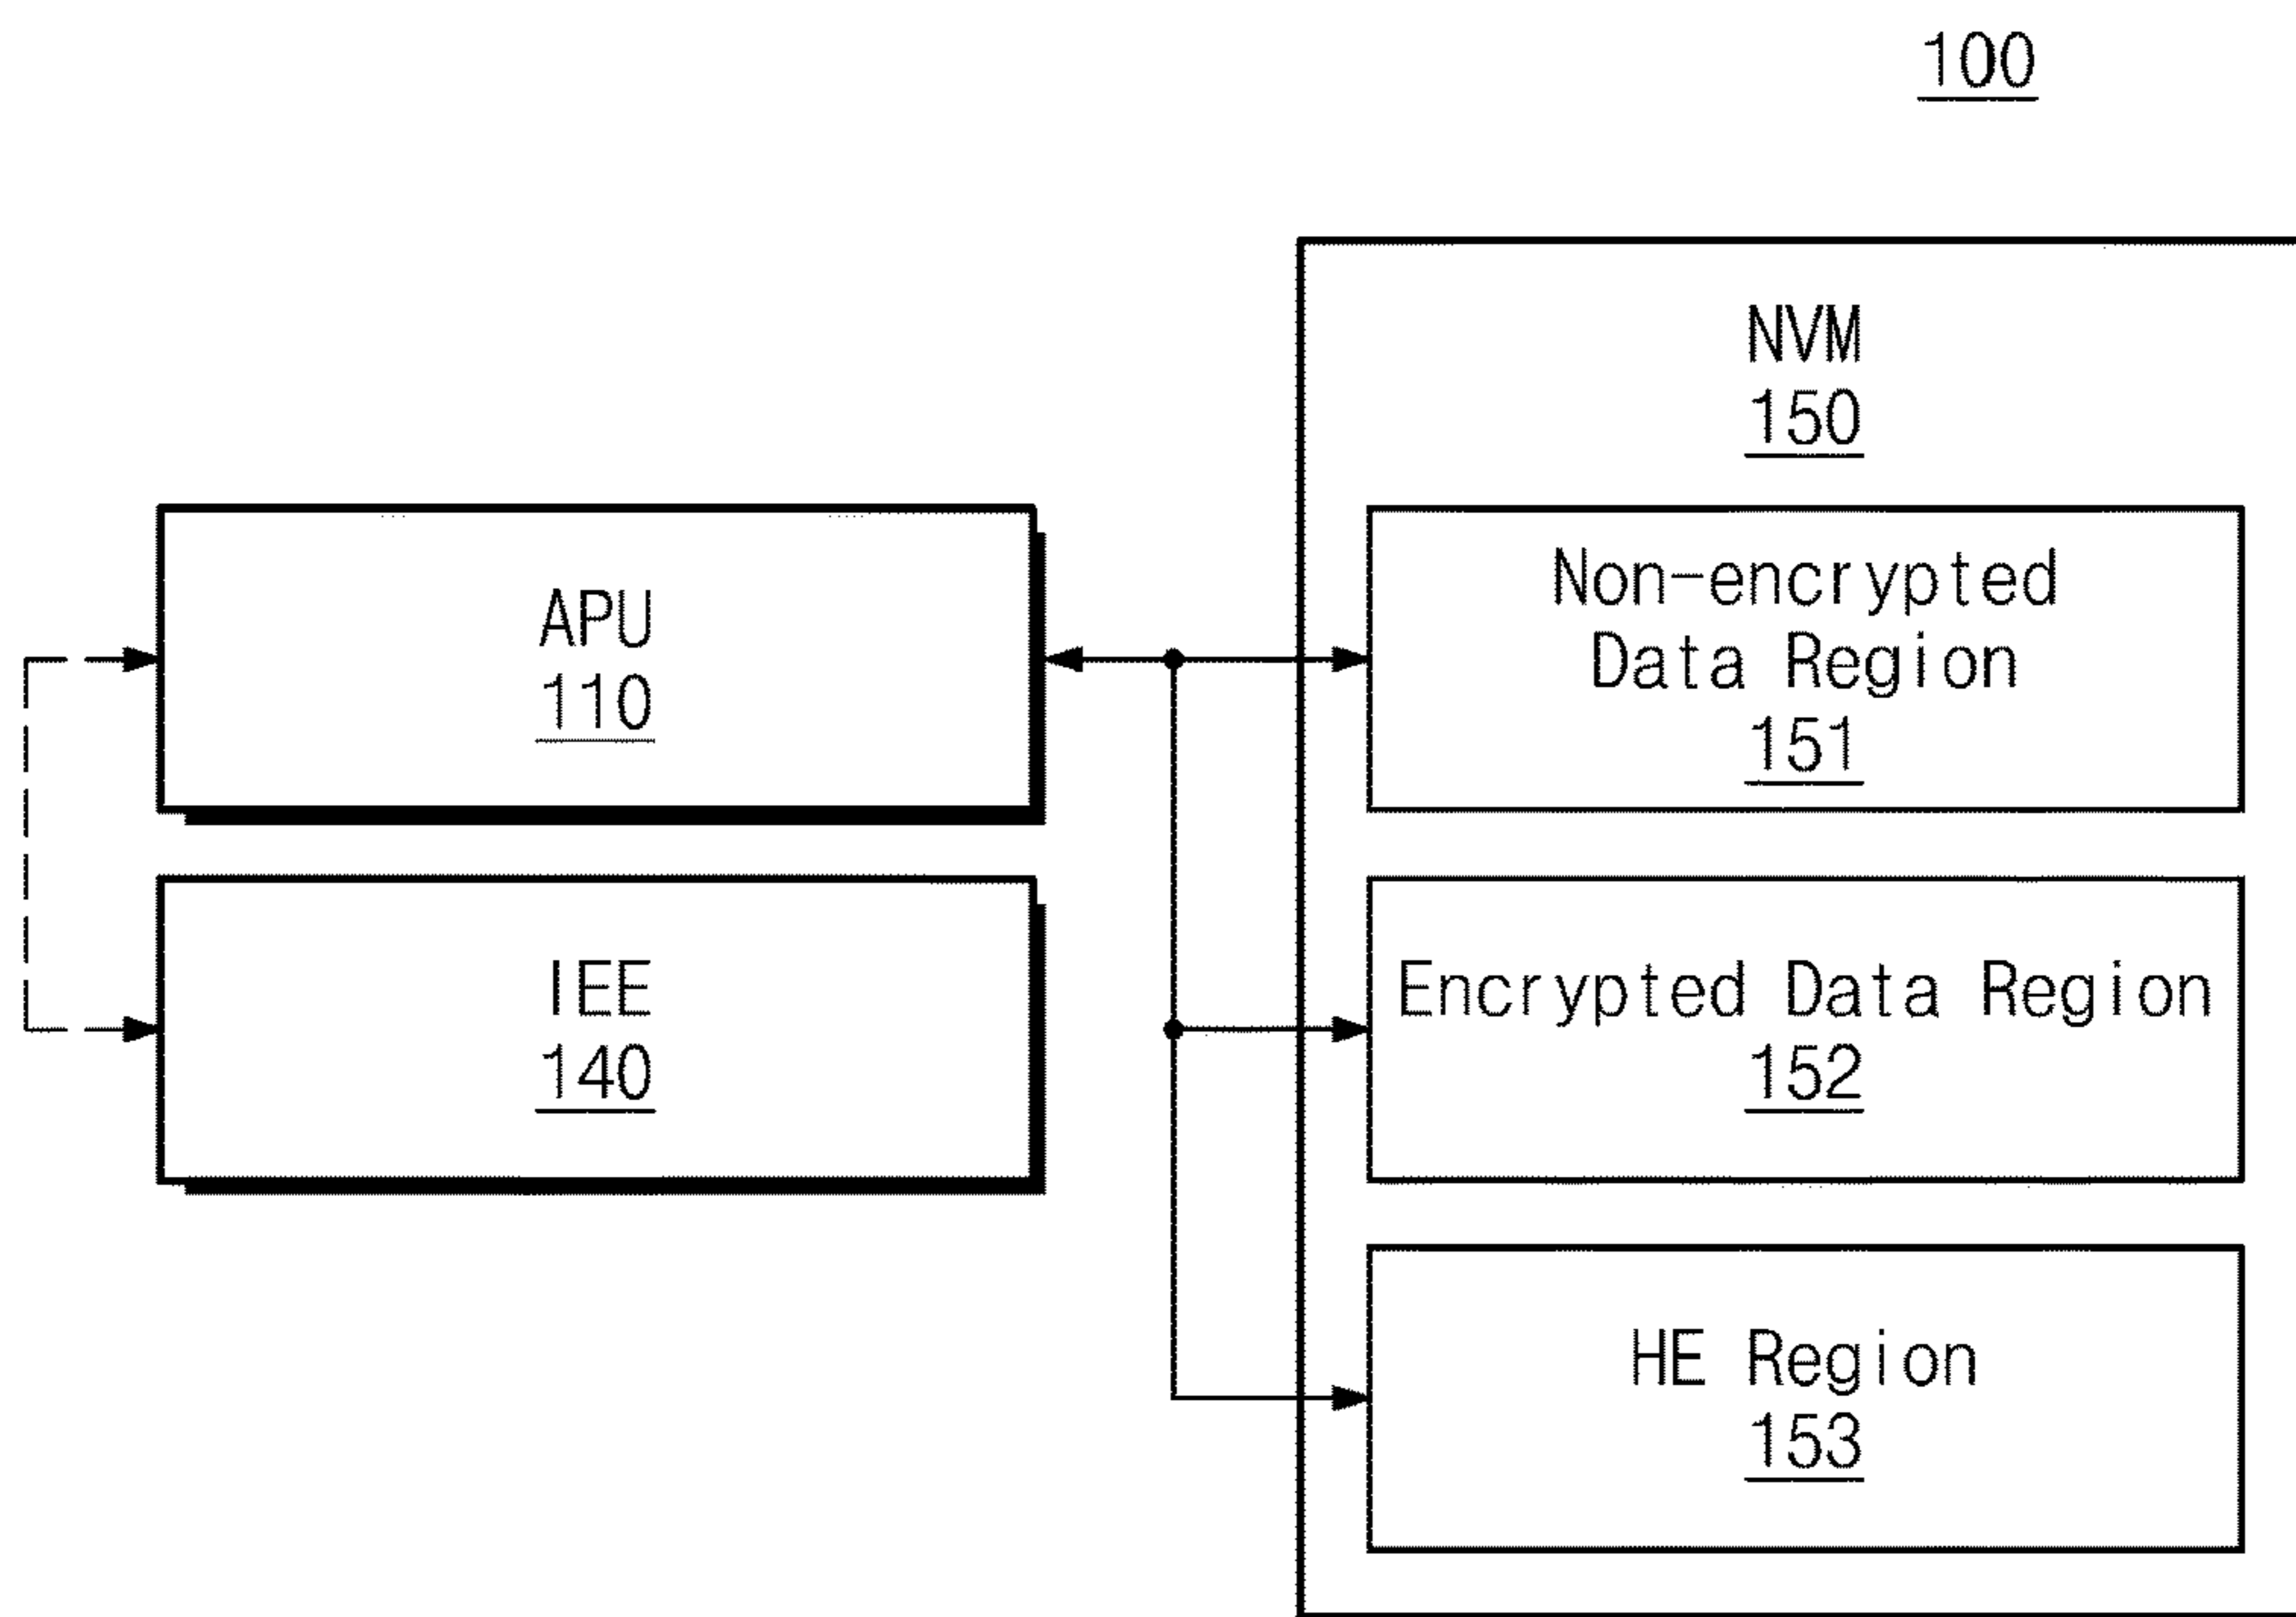 100
NVM
150
APU
110
Non-encrypted
Data Region
151
IEE
140
Encrypted Data Region
152
HE Region
153